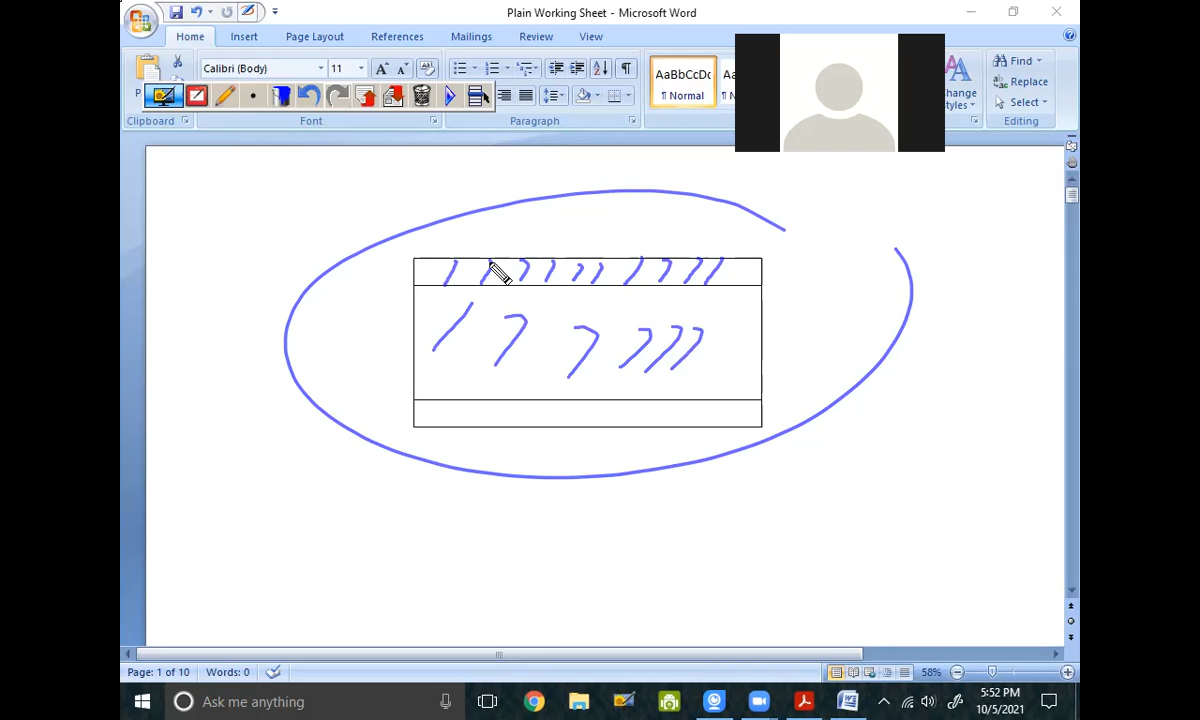 Plain Working Sheet - Microsoft Word
Home Insert Page Layout References Mailings Review View
Calibri (Body) 11 AaBbCcDc Find
¶ Normal Change Replace
Styles Select
Clipboard Font Paragraph Editing
Page: 1 of 10 Words: 0 58%
Ask me anything 5:52 PM
10/5/2021